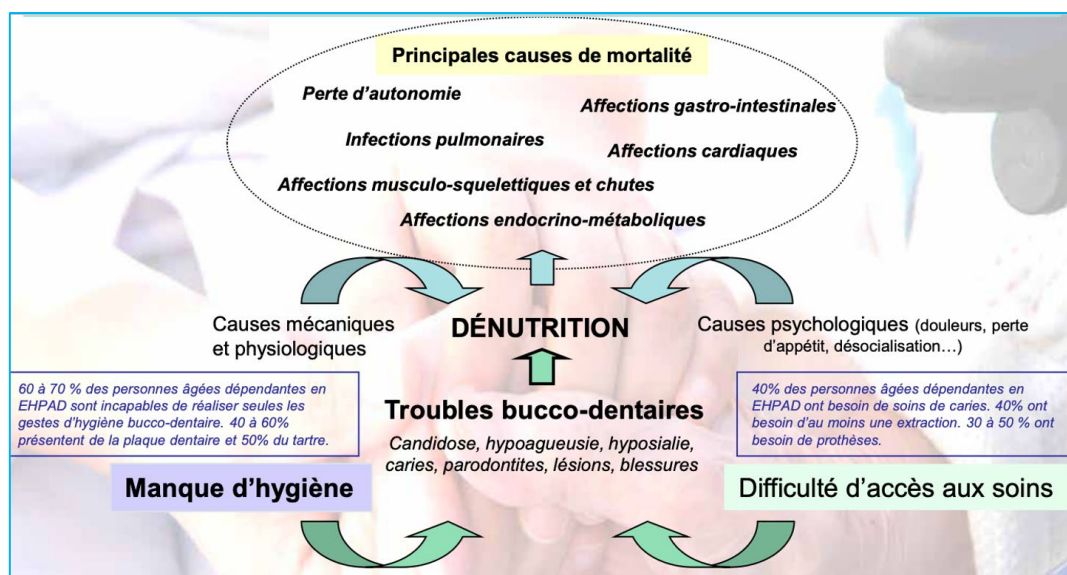 Principales causes de mortalité
Perte d'autonomie
Affections gastro-intestinales
Infections pulmonaires
Affections cardiaques
Affections musculo-squelettiques et chutes
Affections endocrino-métaboliques
Causes mécaniques
et physiologiques
DÉNUTRITION
Causes psychologiques (douleurs, perte
d'appétit, désocialisation…)
60 à 70 % des personnes âgées dépendantes en
EHPAD sont incapables de réaliser seules les
gestes d'hygiène bucco-dentaire. 40 à 60%
présentent de la plaque dentaire et 50% du tartre.
Troubles bucco-dentaires
Candidose, hypoagueusie, hyposialie,
caries, parodontites, lésions, blessures
40% des personnes âgées dépendantes en
EHPAD ont besoin de soins de caries. 40% ont
besoin d'au moins une extraction. 30 à 50 % ont
besoin de prothèses.
Manque d'hygiène
Difficulté d'accès aux soins